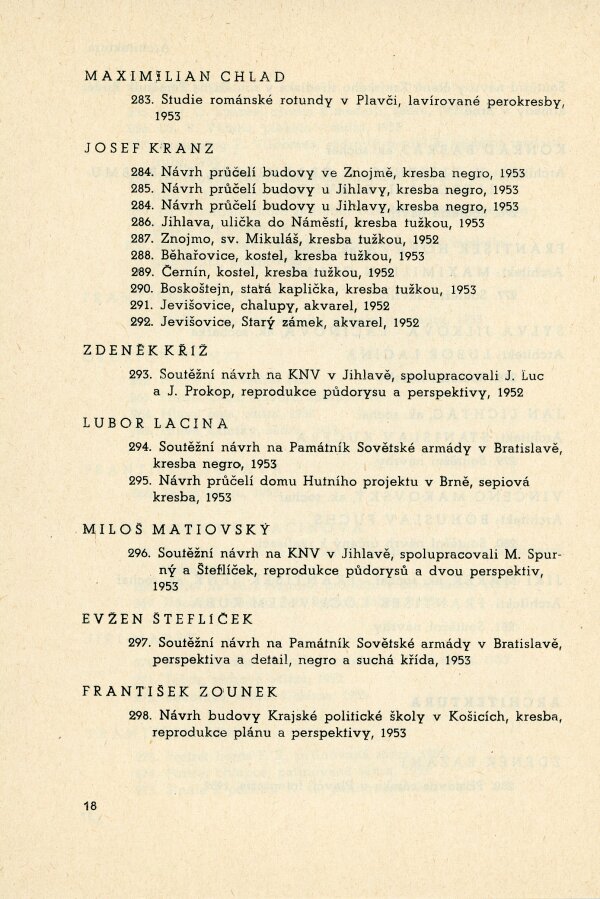 MAXIMILIAN CHLAD
283. Studie románské rotundy v Plavči, lavírované perokresby,
1953
JOSEF KRANZ
284. Návrh průčelí budovy ve Znojmě, kresba negro, 1953
285. Návrh průčelí budovy u Jihlavy, kresba negro, 1953
284. Návrh průčelí budovy u Jihlavy, kresba negro, 1953
286. Jihlava, ulička do Náměstí, kresba tužkou, 1953
287. Znojmo, sv. Mikuláš, kresba tužkou, 1952
288. Běhařovice, kostel, kresba tužkou, 1953
289. Černín, kostel, kresba tužkou, 1952
290. Boskoštejn, stará kaplička, kresba tužkou, 1953
291. Jevišovice, chalupy, akvarel, 1952
292. Jevišovice, Starý zámek, akvarel, 1952
ZDENĚK KŘÍŽ
293. Soutěžní návrh na KNV v Jihlavě, spolupracovali J. Luc
a J. Prokop, reprodukce půdorysu a perspektivy, 1952
LUBOR LACINA
294. Soutěžní návrh na Památník Sovětské armády v Bratislavě,
kresba negro, 1953
295. Návrh průčelí domu Hutního projektu v Brně, sepiová
kresba, 1953
MILOŠ MATIOVSKÝ
296. Soutěžní návrh na KNV v Jihlavě, spolupracovali M. Spur-
ný a Šteflíček, reprodukce půdorysů a dvou perspektiv,
1953
EVŽEN ŠTEFLÍČEK
297. Soutěžní návrh na Památník Sovětské armády v Bratislavě,
perspektiva a detail, negro a suchá křída, 1953
FRANTIŠEK ZOUNEK
298. Návrh budovy Krajské politické školy v Košicích, kresba,
reprodukce plánu a perspektivy, 1953
18